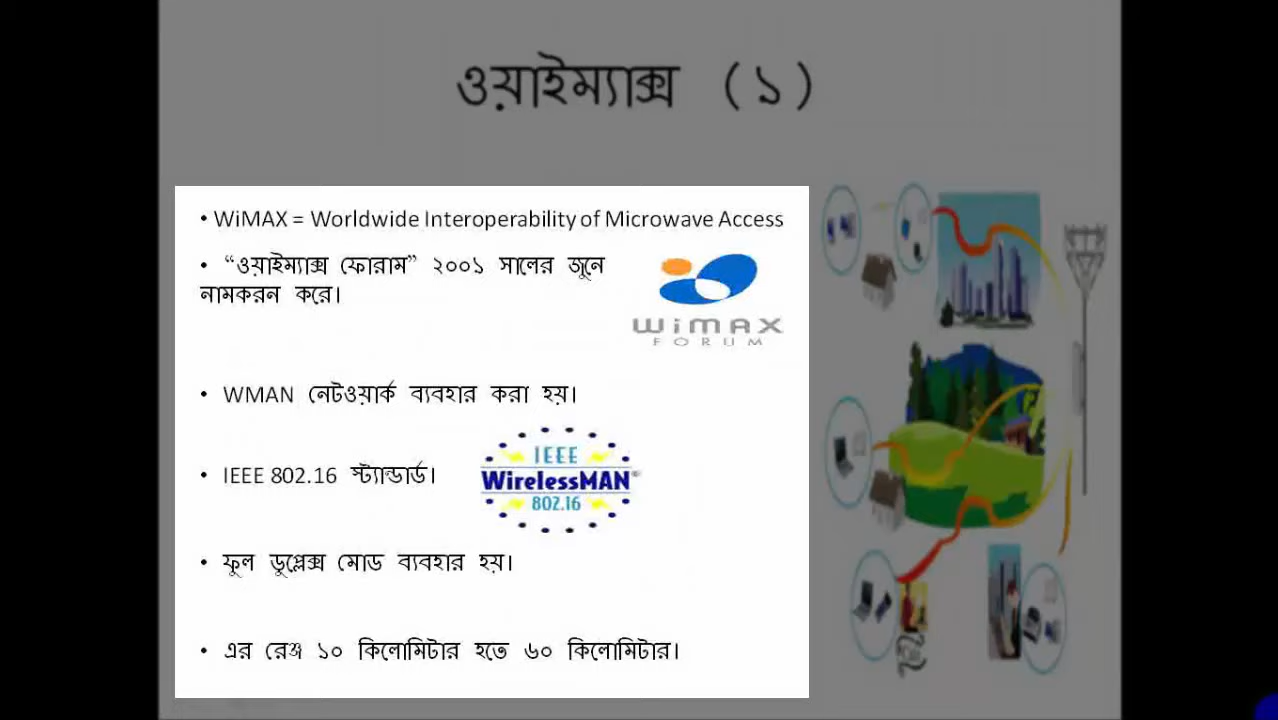 ওয়াইম্যাক্স (১)
• WiMAX = Worldwide Interoperability of Microwave Access
• “ওয়াইম্যাক্স ফোরাম” ২০০১ সালের জুনে
নামকরন করে।
WiMAX
FORUM
• WMAN নেটওয়ার্ক ব্যবহার করা হয়।
• IEEE 802.16 স্ট্যান্ডার্ড।
IEEE
WirelessMAN®
802.16
• ফুল ডুপ্লেক্স মোড ব্যবহার হয়।
• এর রেঞ্জ ১০ কিলোমিটার হতে ৬০ কিলোমিটার।